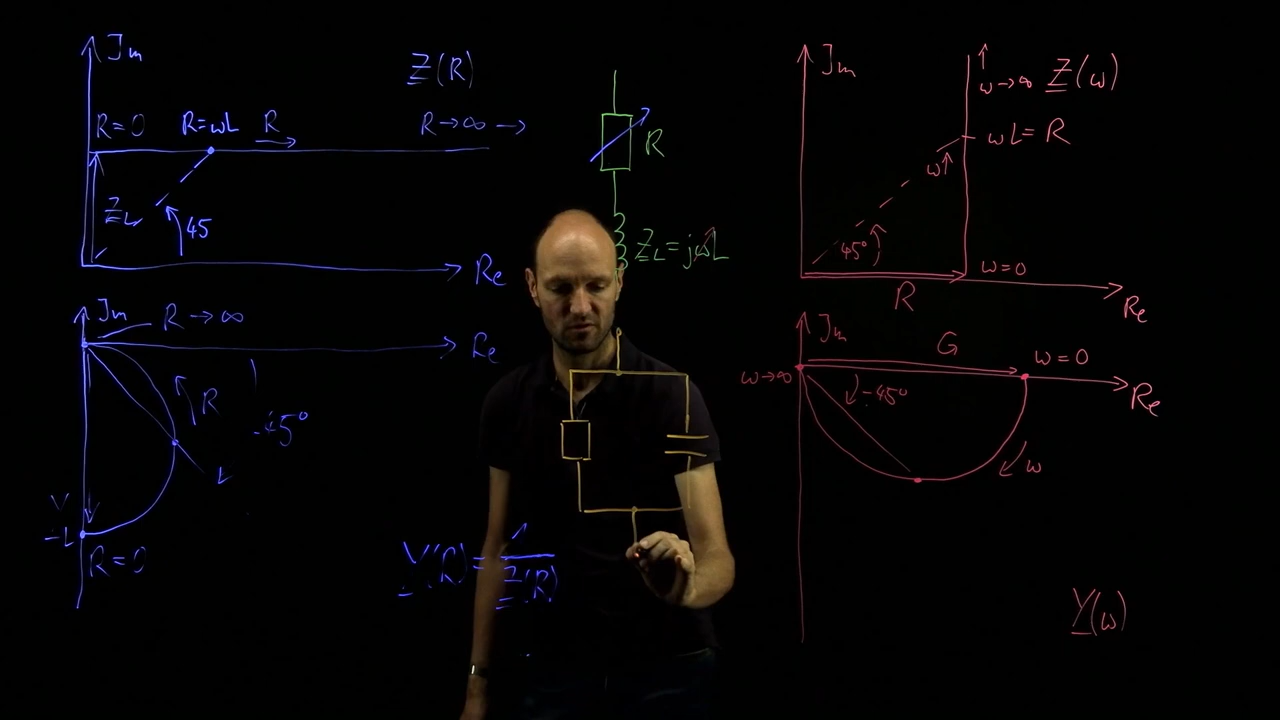 Im
Z(R)
R=0
R=ωL
R
R→∞ →
Z_L
45
Re
Im
R→∞
Re
R
-45°
-L
R=0
Y(R)=1/Z(R)
R
Z_L=jωL
Im
ω→∞
Z(ω)
ωL=R
ω
45°
ω=0
R
Re
Im
G
ω=0
ω→∞
-45°
Re
ω
Y(ω)